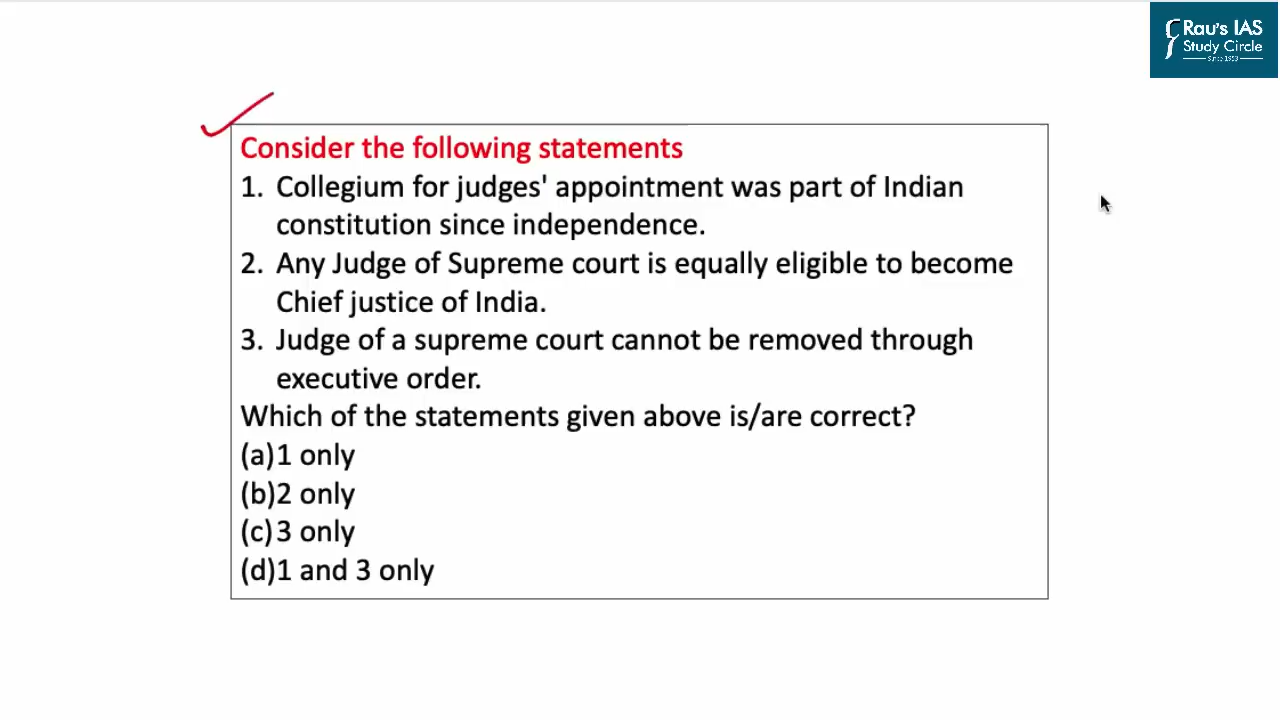 Rau's IAS
Study Circle
Since 1953
Consider the following statements
1. Collegium for judges' appointment was part of Indian
constitution since independence.
2. Any Judge of Supreme court is equally eligible to become
Chief justice of India.
3. Judge of a supreme court cannot be removed through
executive order.
Which of the statements given above is/are correct?
(a)1 only
(b)2 only
(c)3 only
(d)1 and 3 only